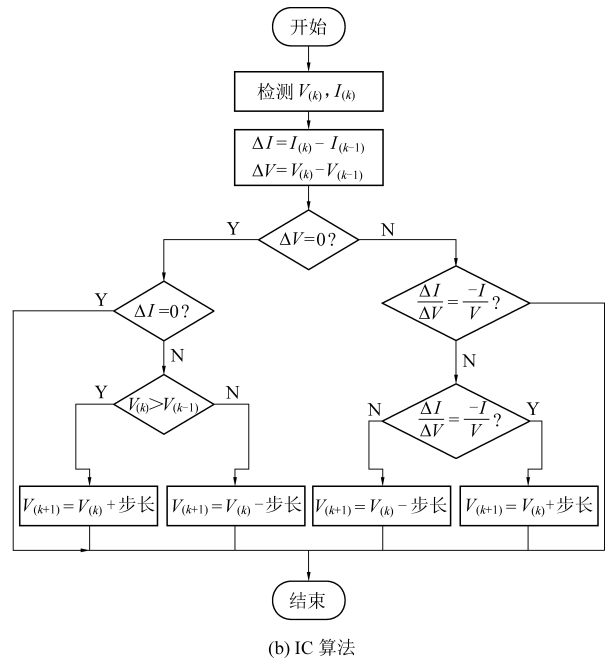 开始
检测 V(k), I(k)
ΔI=I(k)−I(k−1)
ΔV=V(k)−V(k−1)
Y
ΔV=0?
N
Y
ΔI=0?
ΔI/ΔV=−I/V?
N
N
Y
V(k)>V(k−1)
N
N
ΔI/ΔV=−I/V?
Y
V(k+1)=V(k)+步长
V(k+1)=V(k)−步长
V(k+1)=V(k)−步长
V(k+1)=V(k)+步长
结束
(b) IC 算法